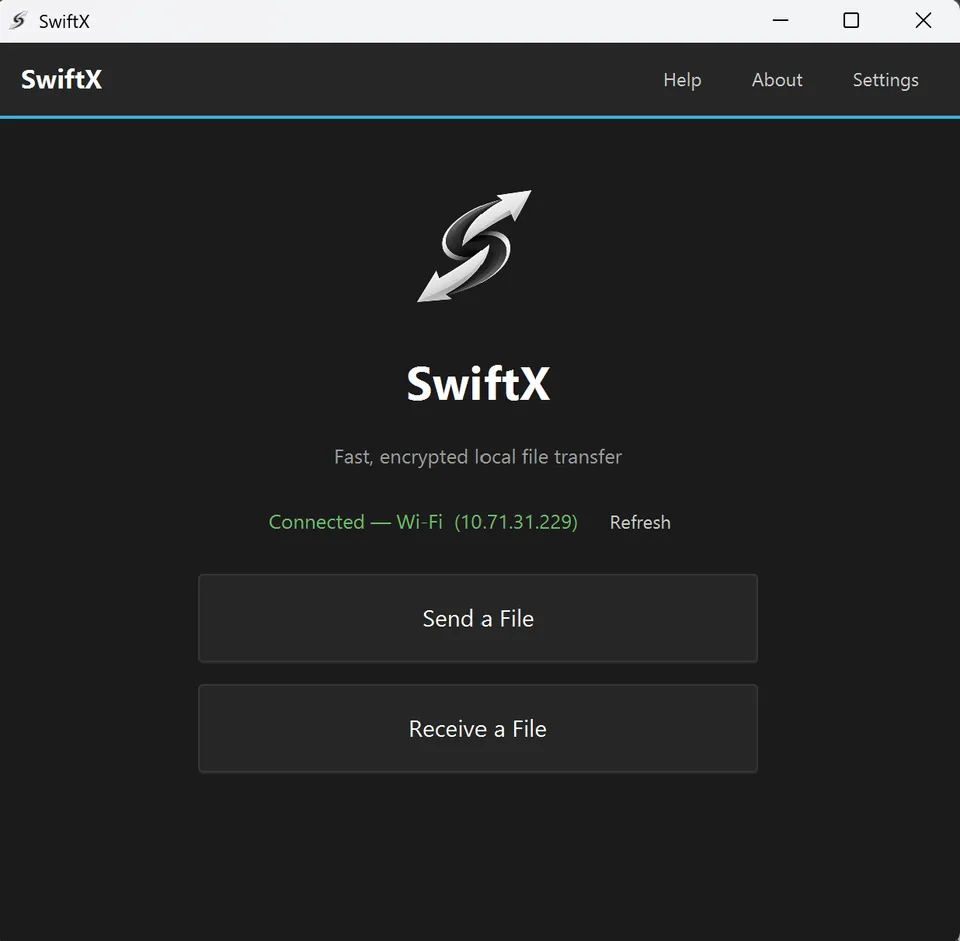 SwiftX
SwiftX Help About Settings
SwiftX
Fast, encrypted local file transfer
Connected — Wi-Fi (10.71.31.229) Refresh
Send a File
Receive a File